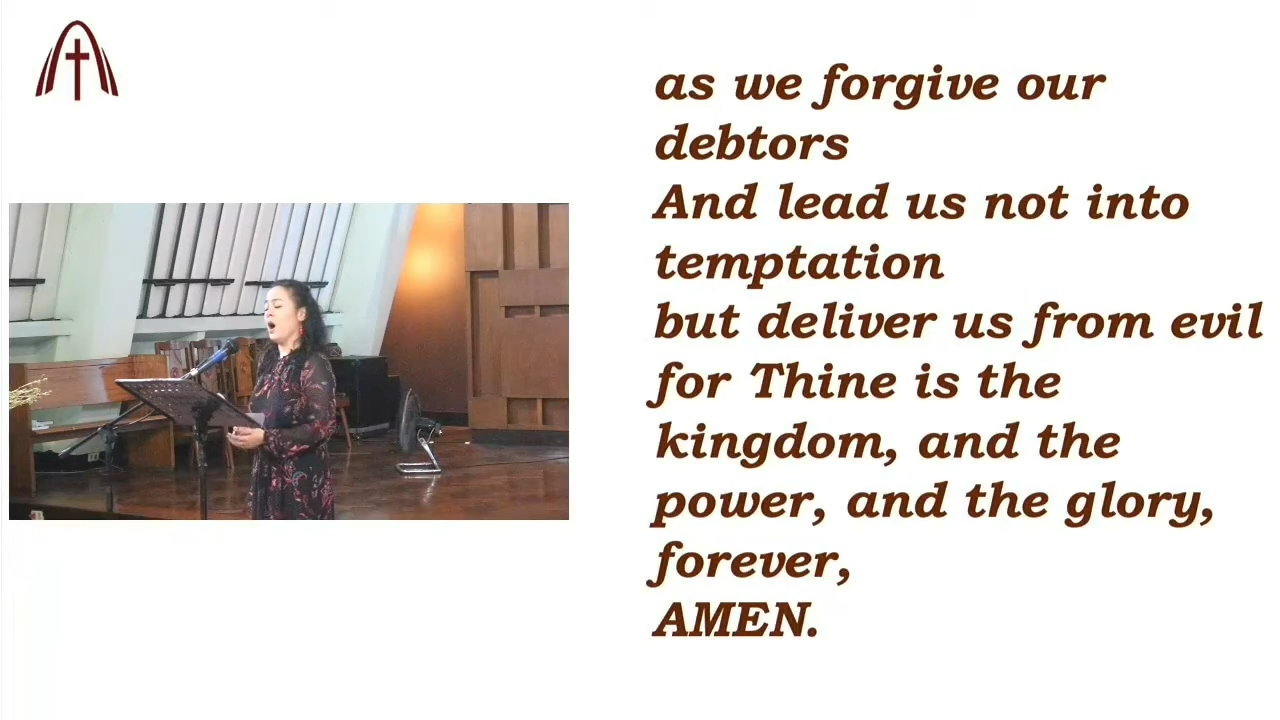 as we forgive our
debtors
And lead us not into
temptation
but deliver us from evil
for Thine is the
kingdom, and the
power, and the glory,
forever,
AMEN.